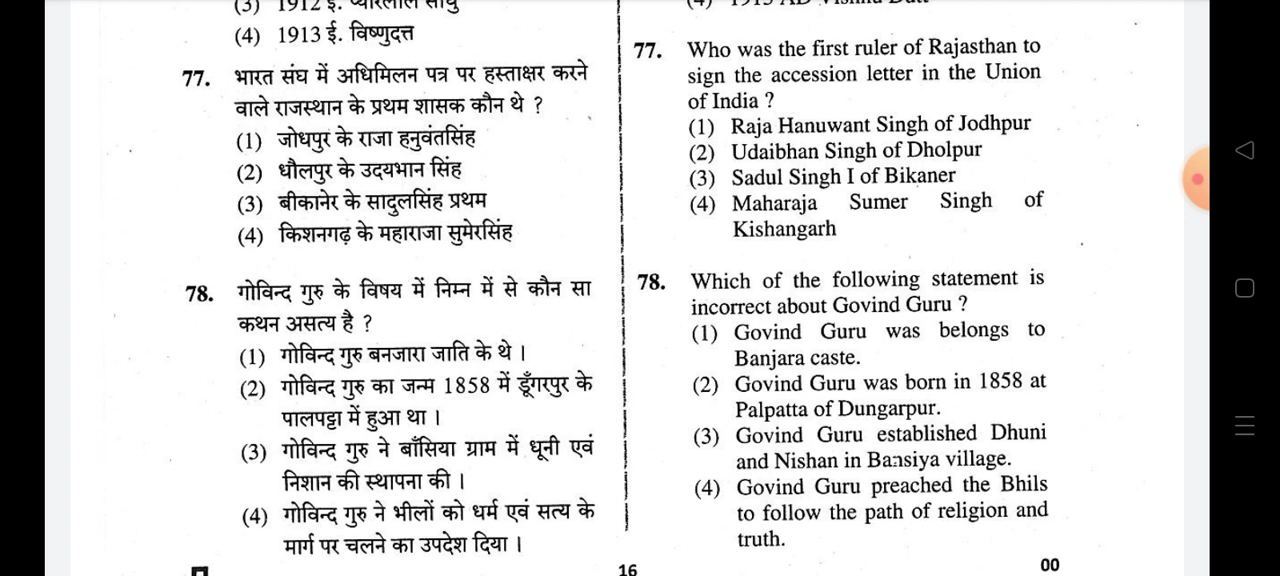 (3) 1912 ई. प्यारेलाल साधु
(4) 1913 ई. विष्णुदत्त
77. भारत संघ में अधिमिलन पत्र पर हस्ताक्षर करने
वाले राजस्थान के प्रथम शासक कौन थे ?
(1) जोधपुर के राजा हनुवंतसिंह
(2) धौलपुर के उदयभान सिंह
(3) बीकानेर के सादुलसिंह प्रथम
(4) किशनगढ़ के महाराजा सुमेरसिंह
78. गोविन्द गुरु के विषय में निम्न में से कौन सा
कथन असत्य है ?
(1) गोविन्द गुरु बनजारा जाति के थे ।
(2) गोविन्द गुरु का जन्म 1858 में डूँगरपुर के
पालपट्टा में हुआ था ।
(3) गोविन्द गुरु ने बाँसिया ग्राम में धूनी एवं
निशान की स्थापना की ।
(4) गोविन्द गुरु ने भीलों को धर्म एवं सत्य के
मार्ग पर चलने का उपदेश दिया ।
(4) 1913 AD Vishnu Dutt
77. Who was the first ruler of Rajasthan to
sign the accession letter in the Union
of India ?
(1) Raja Hanuwant Singh of Jodhpur
(2) Udaibhan Singh of Dholpur
(3) Sadul Singh I of Bikaner
(4) Maharaja Sumer Singh of
Kishangarh
78. Which of the following statement is
incorrect about Govind Guru ?
(1) Govind Guru was belongs to
Banjara caste.
(2) Govind Guru was born in 1858 at
Palpatta of Dungarpur.
(3) Govind Guru established Dhuni
and Nishan in Bansiya village.
(4) Govind Guru preached the Bhils
to follow the path of religion and
truth.
16
00